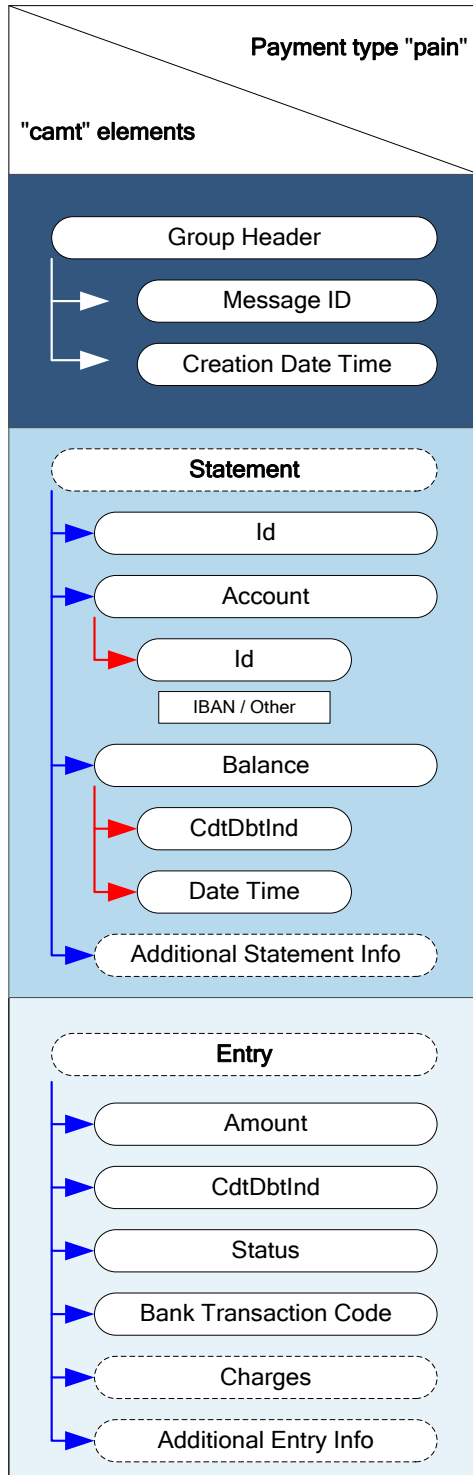 Payment type "pain"
"camt" elements
Group Header
Message ID
Creation Date Time
Statement
Id
Account
Id
IBAN / Other
Balance
CdtDbtInd
Date Time
Additional Statement Info
Entry
Amount
CdtDbtInd
Status
Bank Transaction Code
Charges
Additional Entry Info